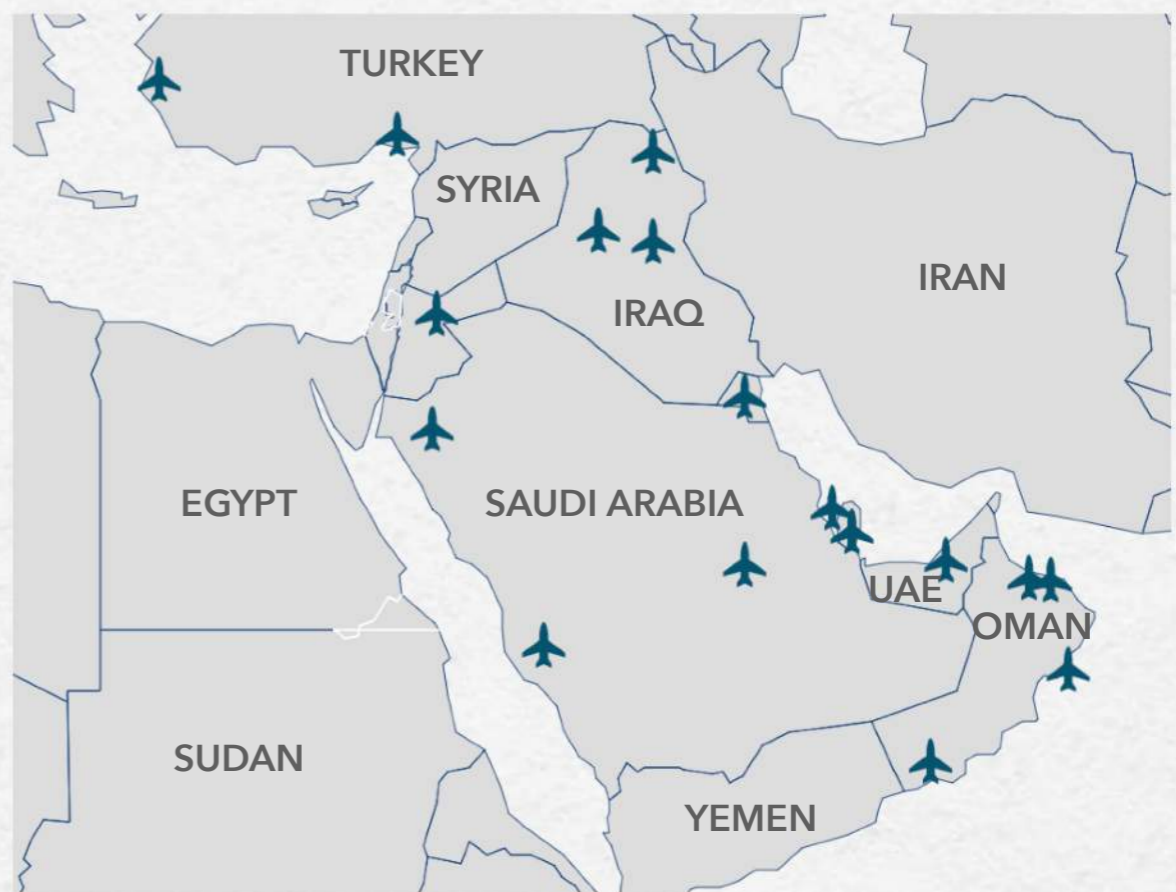 TURKEY
SYRIA
IRAN
IRAQ
EGYPT
SAUDI ARABIA
UAE
OMAN
SUDAN
YEMEN